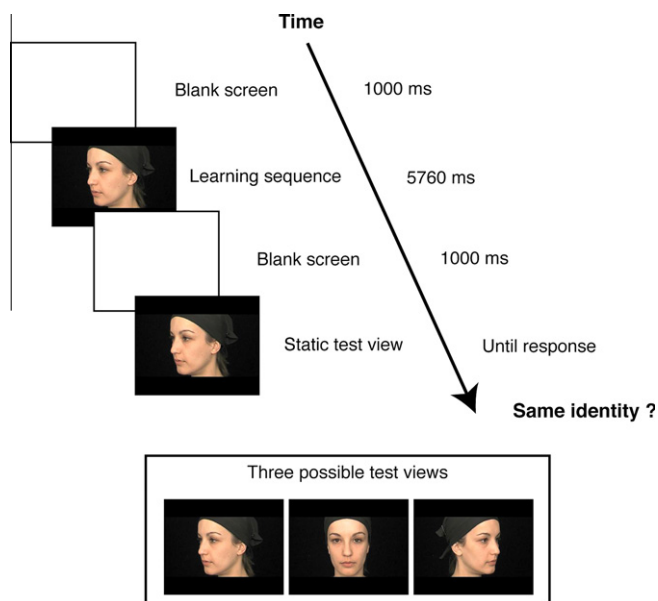 Time
Blank screen 1000 ms
Learning sequence 5760 ms
Blank screen 1000 ms
Static test view Until response
Same identity ?
Three possible test views